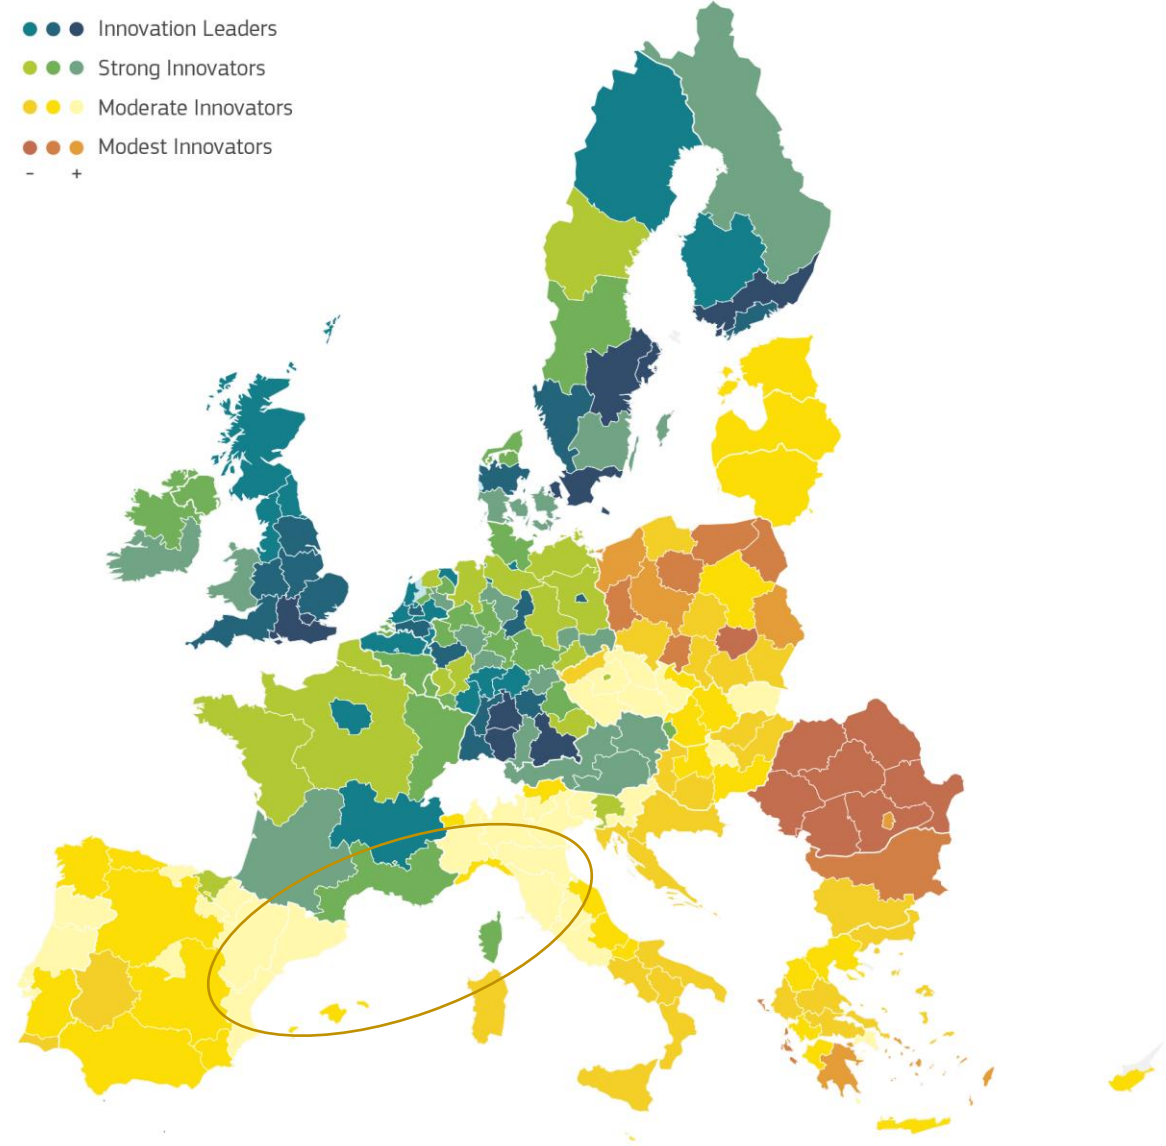 Innovation Leaders
Strong Innovators
Moderate Innovators
Modest Innovators
- +